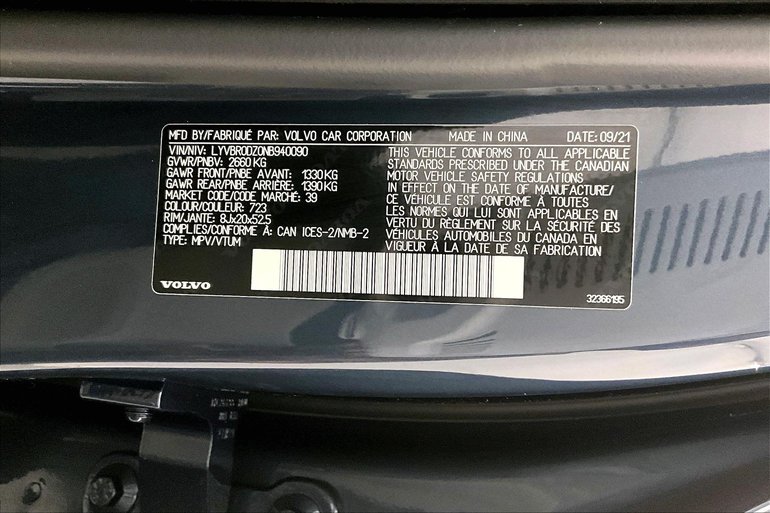 MFD BY/FABRIQUÉ PAR: VOLVO CAR CORPORATION MADE IN CHINA DATE: 09/21
VIN/NIV: LYVBR0DZ0NB940090
GVWR/PNBV: 2660 KG
GAWR FRONT/PNBE AVANT: 1330 KG
GAWR REAR/PNBE ARRIÈRE: 1390 KG
MARKET CODE/CODE MARCHÉ: 39
COLOUR/COULEUR: 723
RIM/JANTE: 8Jx20x52.5
COMPLIES/CONFORME À: CAN ICES-2/NMB-2
TYPE: MPV/VTUM
THIS VEHICLE CONFORMS TO ALL APPLICABLE
STANDARDS PRESCRIBED UNDER THE CANADIAN
MOTOR VEHICLE SAFETY REGULATIONS
IN EFFECT ON THE DATE OF MANUFACTURE/
CE VÉHICULE EST CONFORME À TOUTES
LES NORMES QUI LUI SONT APPLICABLES EN
VERTU DU RÈGLEMENT SUR LA SÉCURITÉ DES
VÉHICULES AUTOMOBILES DU CANADA EN
VIGUEUR À LA DATE DE SA FABRICATION
VOLVO
32366195